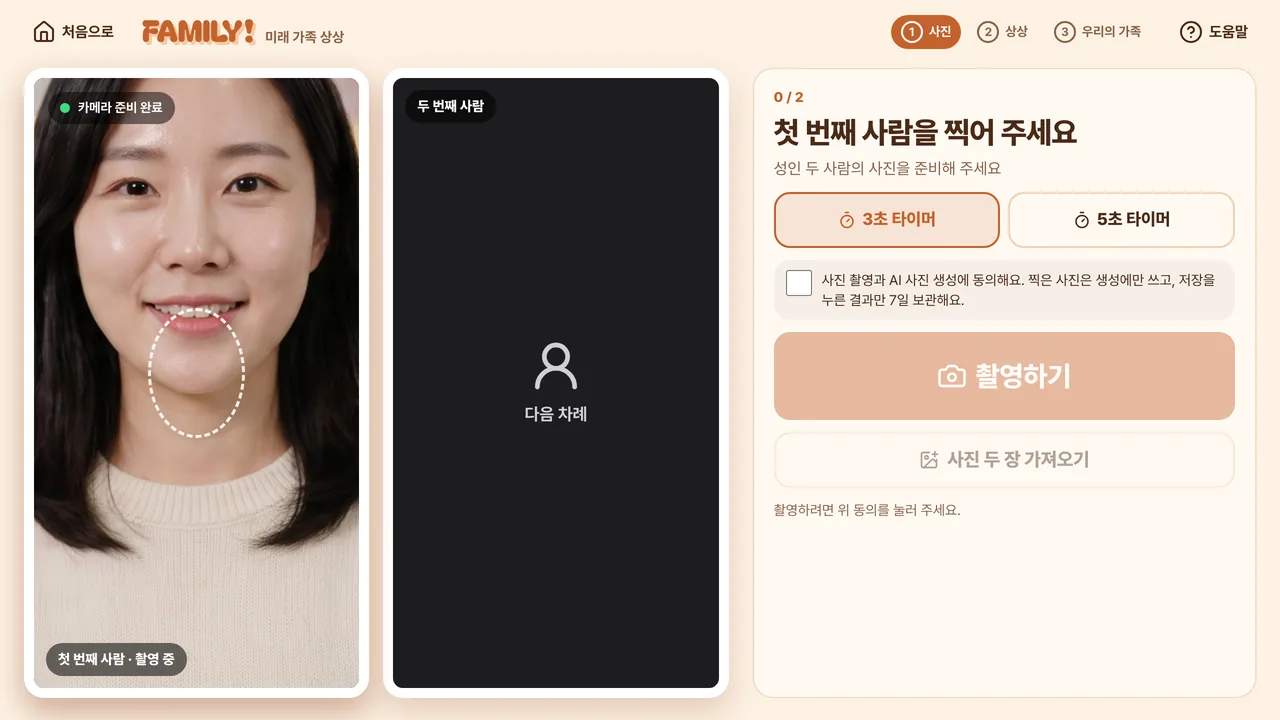 처음으로
FAMILY!
미래 가족 상상
1 사진
2 상상
3 우리의 가족
도움말
카메라 준비 완료
첫 번째 사람 · 촬영 중
두 번째 사람
다음 차례
0 / 2
첫 번째 사람을 찍어 주세요
성인 두 사람의 사진을 준비해 주세요
3초 타이머
5초 타이머
사진 촬영과 AI 사진 생성에 동의해요. 찍은 사진은 생성에만 쓰고, 저장을
누른 결과만 7일 보관해요.
촬영하기
사진 두 장 가져오기
촬영하려면 위 동의를 눌러 주세요.